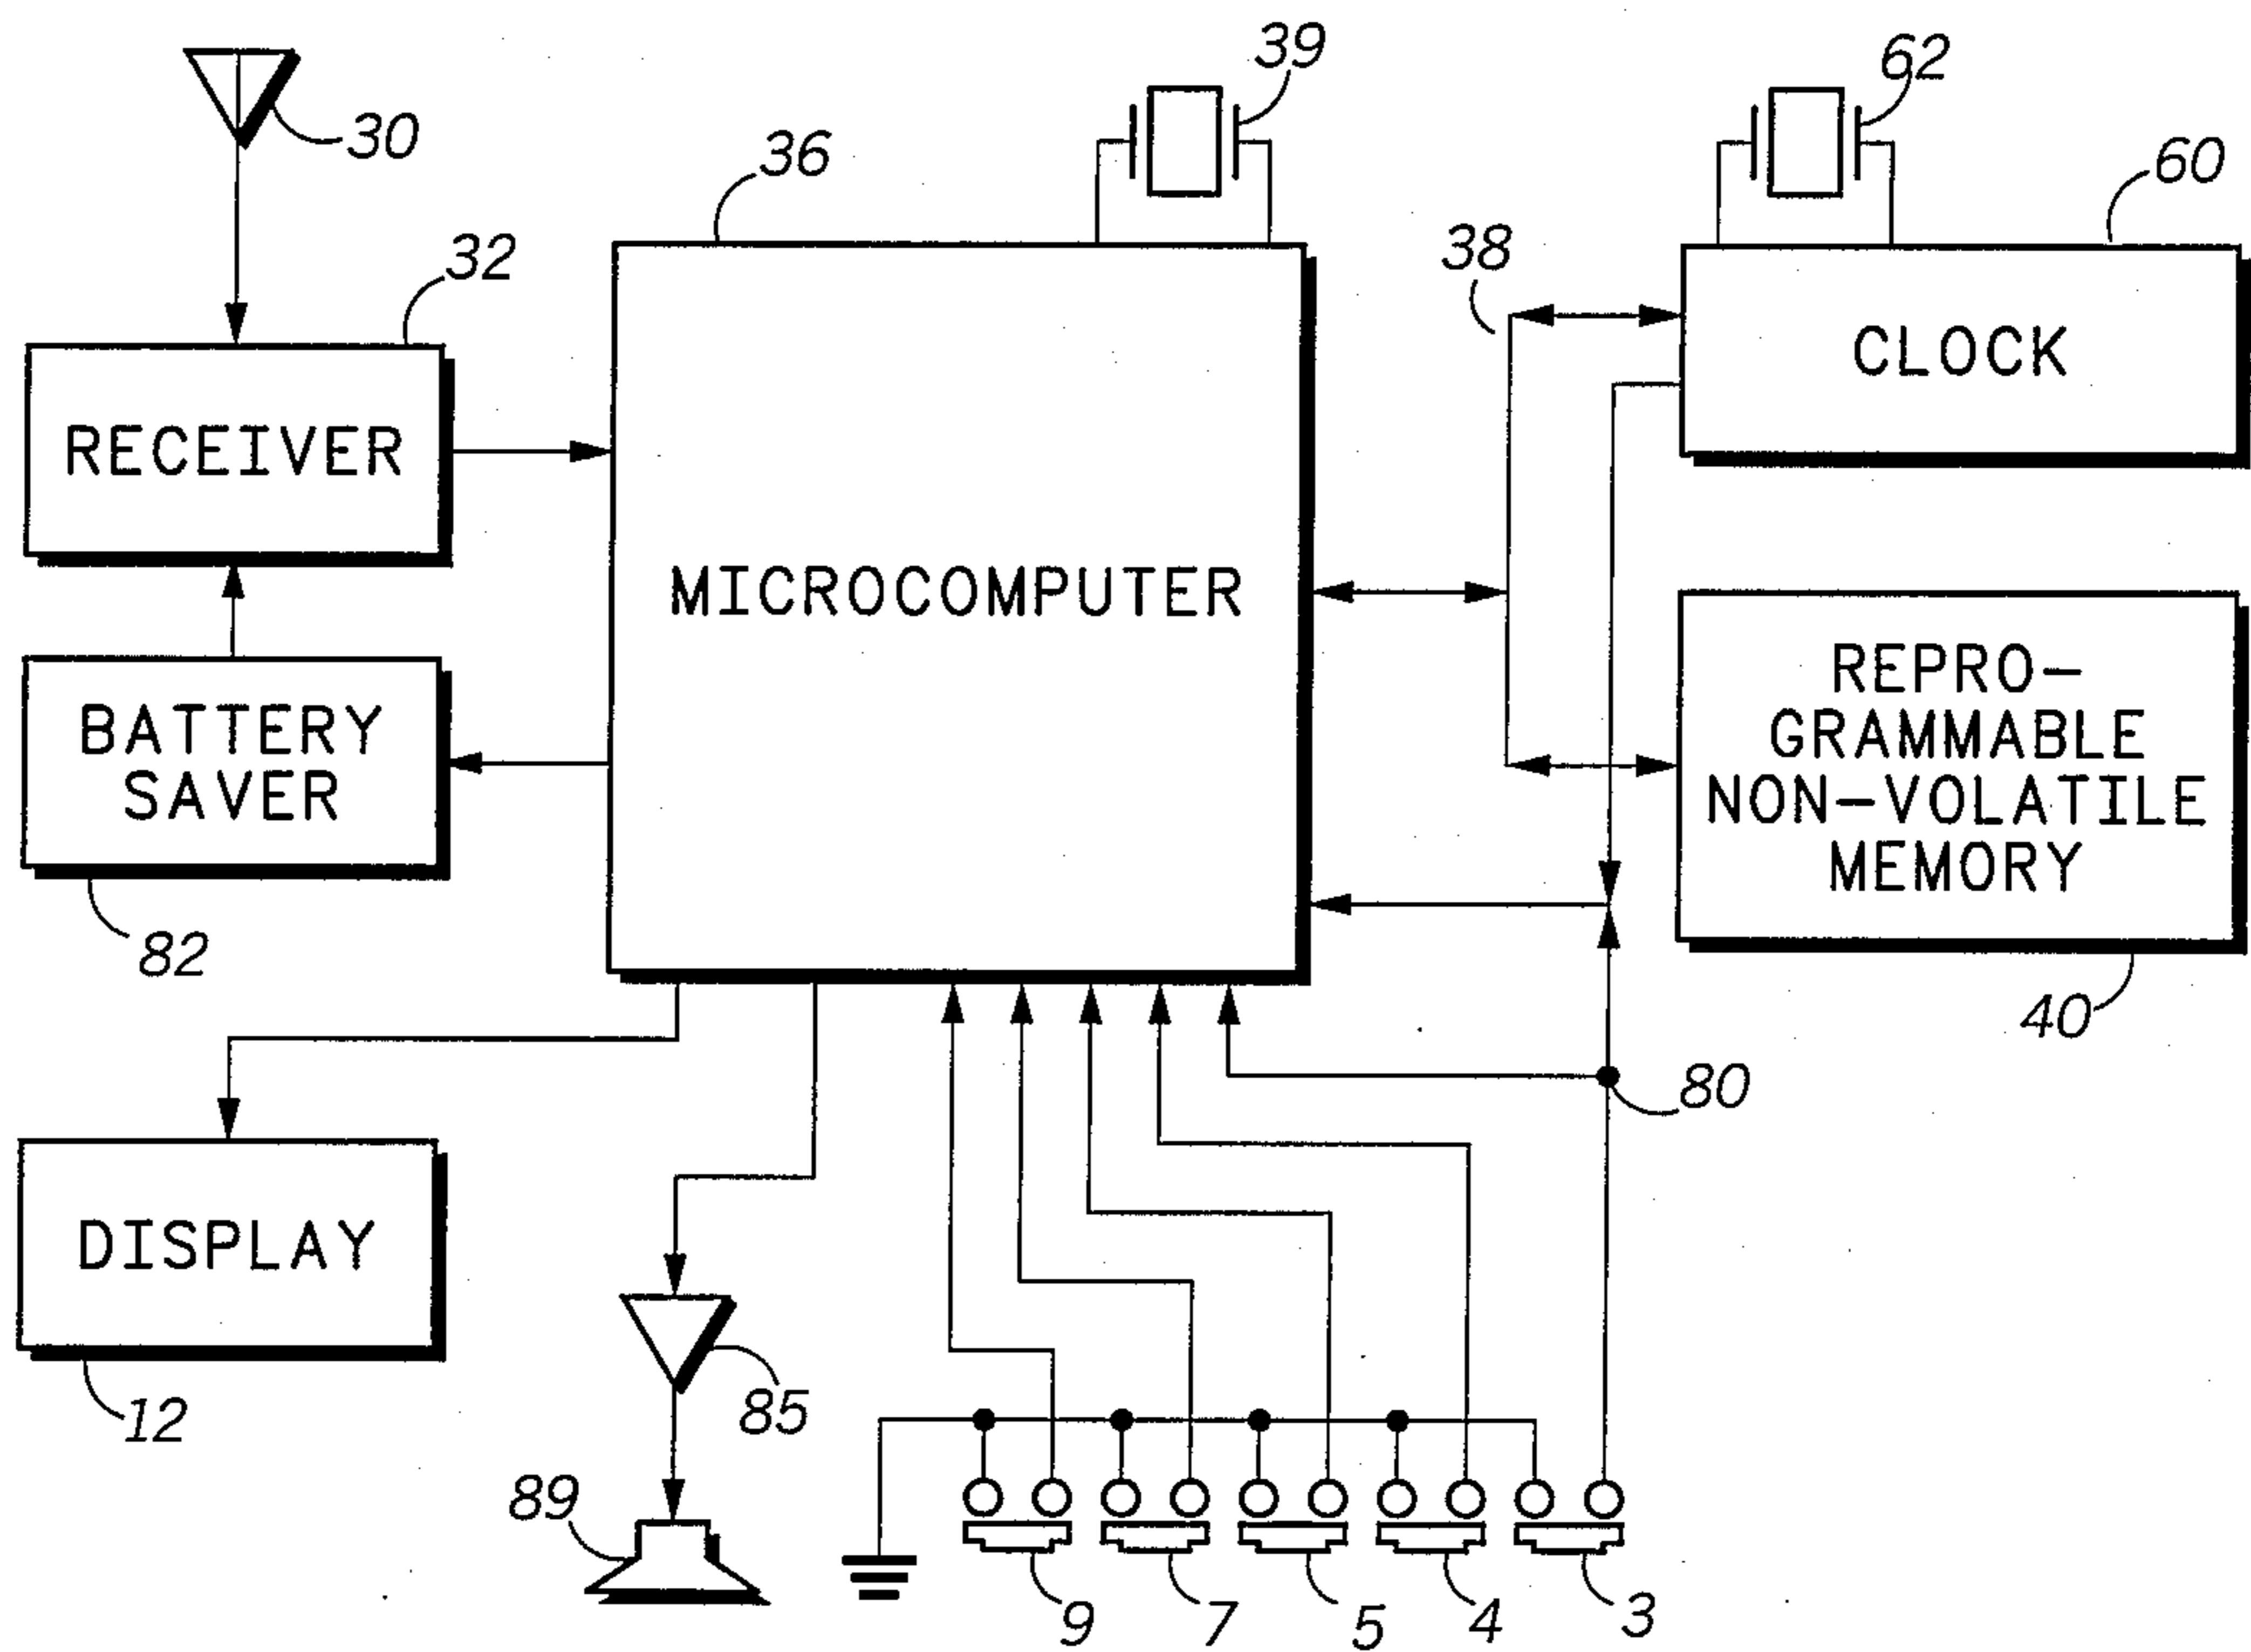 39
62
30
36
60
32
38
CLOCK
RECEIVER
MICROCOMPUTER
REPRO-
GRAMMABLE
NON-VOLATILE
MEMORY
BATTERY
SAVER
82
40
80
DISPLAY
12
85
89
9
7
5
4
3